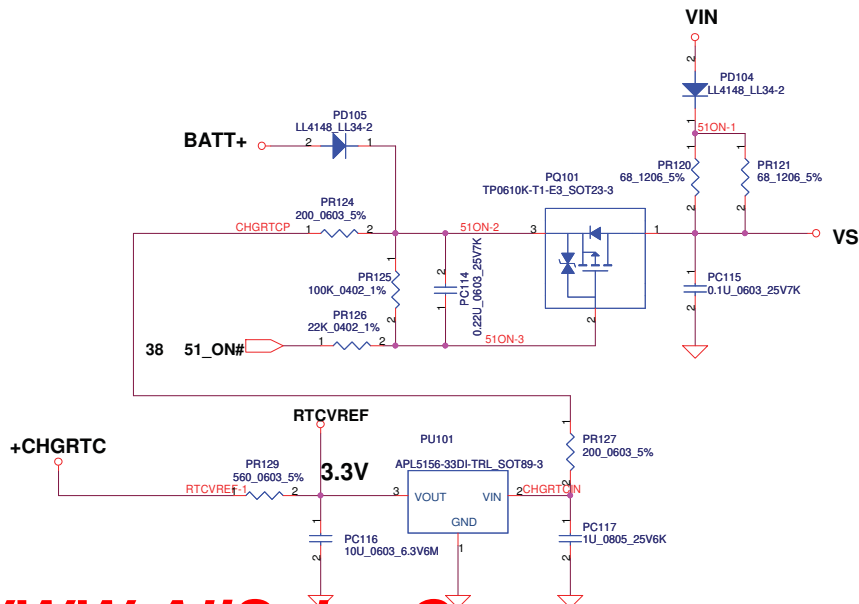 VIN
PD104
LL4148_LL34-2
PD105
LL4148_LL34-2
BATT+
51ON-1
PR120
68_1206_5%
PR121
68_1206_5%
PQ101
TP0610K-T1-E3_SOT23-3
PR124
200_0603_5%
CHGRTCP
51ON-2
VS
PR125
100K_0402_1%
PC114
0.22U_0603_25V7K
PC115
0.1U_0603_25V7K
PR126
22K_0402_1%
38 51_ON#
51ON-3
RTCVREF
PU101
APL5156-33DI-TRL_SOT89-3
PR127
200_0603_5%
+CHGRTC
PR129
560_0603_5%
3.3V
RTCVREF-1
VOUT
VIN
GND
CHGRTCIN
PC116
10U_0603_6.3V6M
PC117
1U_0805_25V6K
1
2
1
2
1
2
1
2
1
2
1
2
3
1
2
1
2
1
2
1
2
1
2
1
2
1
2
3
2
1
1
2
1
2